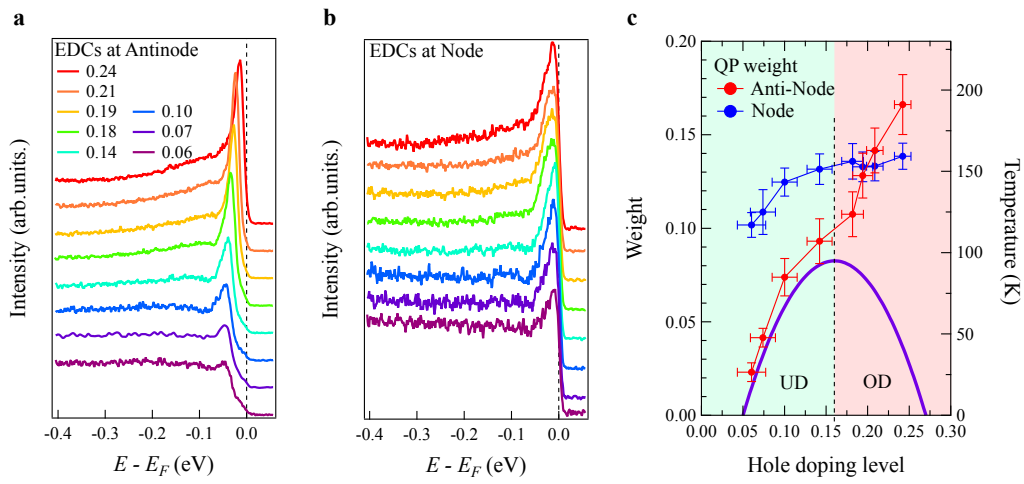 a
EDCs at Antinode
0.24
0.21
0.19
0.18
0.14
0.10
0.07
0.06
Intensity (arb.units.)
-0.4 -0.3 -0.2 -0.1 0.0
E - EF (eV)
b
EDCs at Node
Intensity (arb. units.)
-0.4 -0.3 -0.2 -0.1 -0.0
E - EF (eV)
c
QP weight
Anti-Node
Node
UD
OD
Weight
0.20
0.15
0.10
0.05
0.00
Temperature (K)
200
150
100
50
0
0.00 0.05 0.10 0.15 0.20 0.25 0.30
Hole doping level